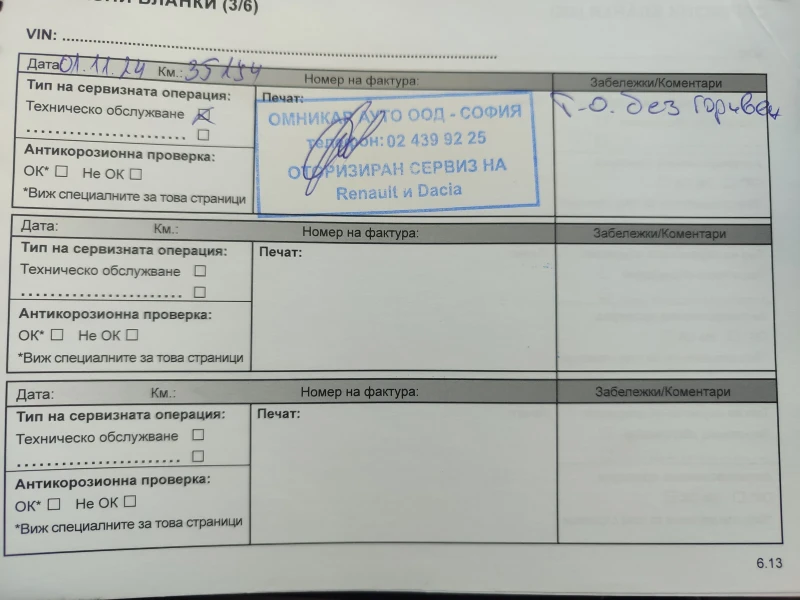 БЛАНКИ (3/6)
VIN: ........................................................
Дата: 01.11.24 Км.: 35194 Номер на фактура: Забележки/Коментари
Тип на сервизната операция:
Техническо обслужване ☒
........................ ☐
Антикорозионна проверка:
ОК* ☐ Не ОК ☐
*Виж специалните за това страници
Печат:
ОМНИКАР АУТО ООД - СОФИЯ
телефон: 02 439 92 25
ОТОРИЗИРАН СЕРВИЗ НА
Renault и Dacia
Т.О. без горивен
Дата: Км.: Номер на фактура: Забележки/Коментари
Тип на сервизната операция:
Техническо обслужване ☐
........................ ☐
Антикорозионна проверка:
ОК* ☐ Не ОК ☐
*Виж специалните за това страници
Печат:
Дата: Км.: Номер на фактура: Забележки/Коментари
Тип на сервизната операция:
Техническо обслужване ☐
........................ ☐
Антикорозионна проверка:
ОК* ☐ Не ОК ☐
*Виж специалните за това страници
Печат:
6.13